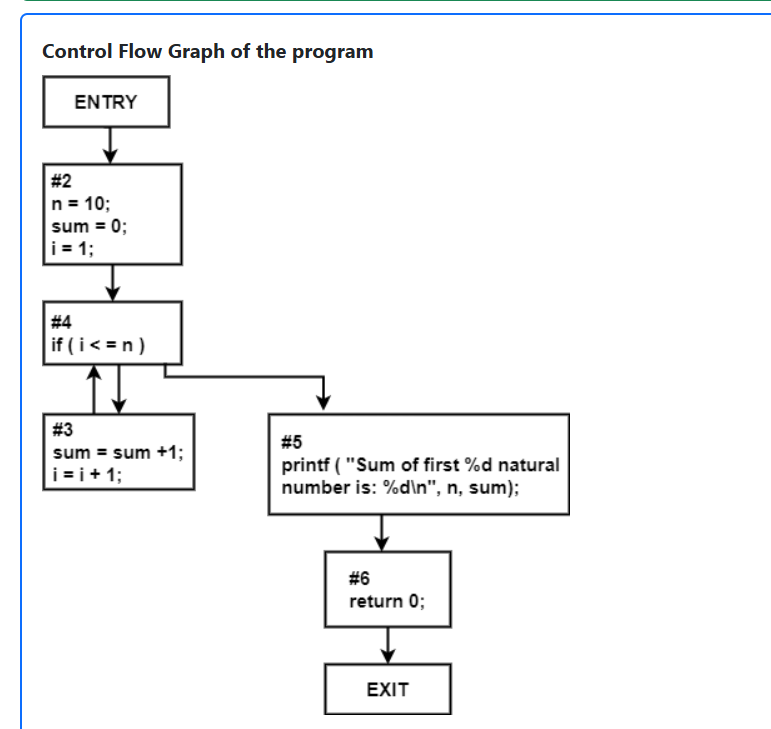 Control Flow Graph of the program
ENTRY
#2
n = 10;
sum = 0;
i = 1;
#4
if ( i < = n )
#3
sum = sum +1;
i = i + 1;
#5
printf ( "Sum of first %d natural
number is: %d\n", n, sum);
#6
return 0;
EXIT